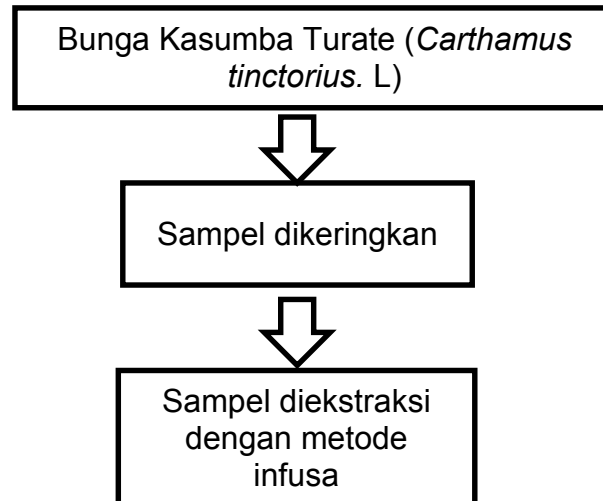 Bunga Kasumba Turate (Carthamus
tinctorius. L)
Sampel dikeringkan
Sampel diekstraksi
dengan metode
infusa